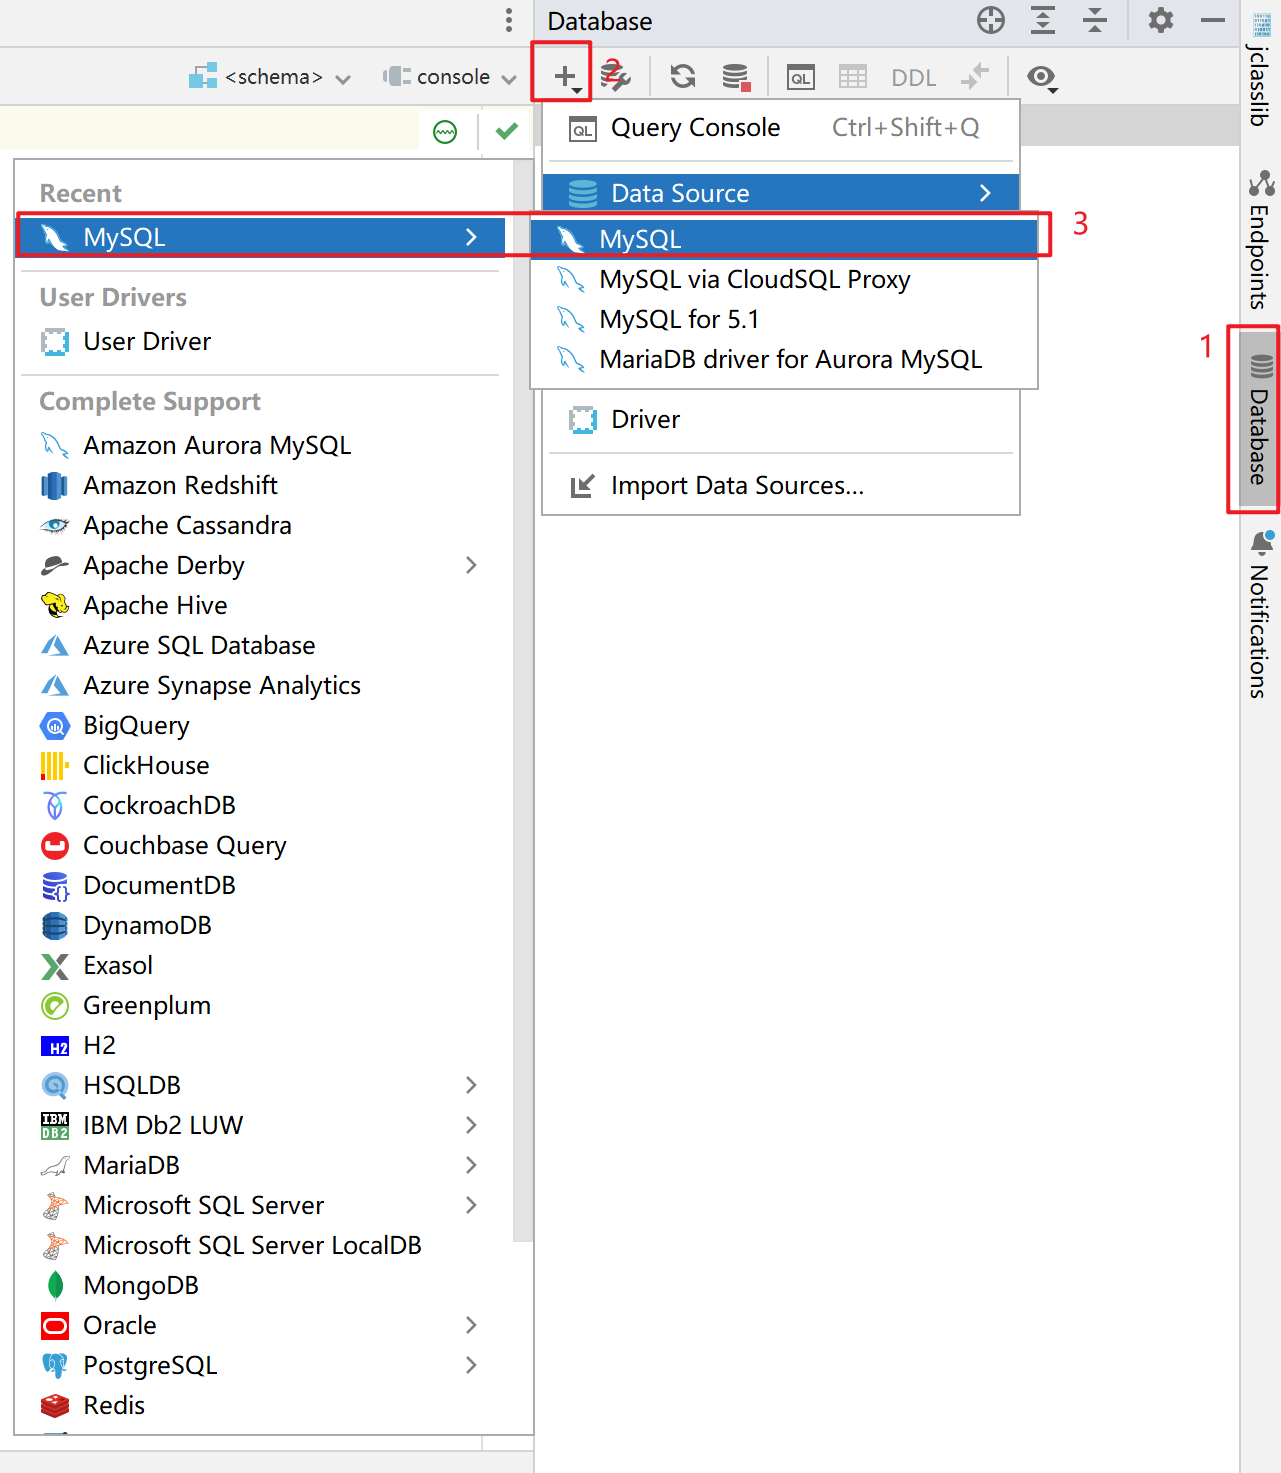 Database
<schema>
console
2
QL
DDL
QL
Query Console
Ctrl+Shift+Q
Data Source
MySQL
3
MySQL via CloudSQL Proxy
MySQL for 5.1
MariaDB driver for Aurora MySQL
Driver
Import Data Sources...
Recent
MySQL
User Drivers
User Driver
Complete Support
Amazon Aurora MySQL
Amazon Redshift
Apache Cassandra
Apache Derby
Apache Hive
Azure SQL Database
Azure Synapse Analytics
BigQuery
ClickHouse
CockroachDB
Couchbase Query
DocumentDB
DynamoDB
Exasol
Greenplum
H2 H2
HSQLDB
IBM DB2 IBM Db2 LUW
MariaDB
Microsoft SQL Server
Microsoft SQL Server LocalDB
MongoDB
Oracle
PostgreSQL
Redis
jclasslib
Endpoints
1
Database
Notifications